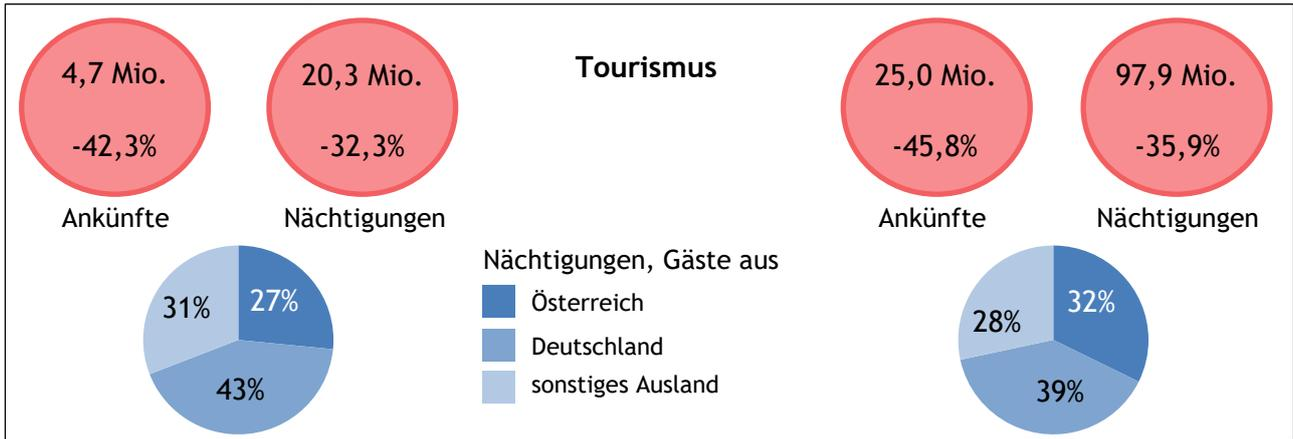 Tourismus
4,7 Mio.
-42,3%
Ankünfte
20,3 Mio.
-32,3%
Nächtigungen
25,0 Mio.
-45,8%
Ankünfte
97,9 Mio.
-35,9%
Nächtigungen
31%
27%
43%
Nächtigungen, Gäste aus
Österreich
Deutschland
sonstiges Ausland
28%
32%
39%